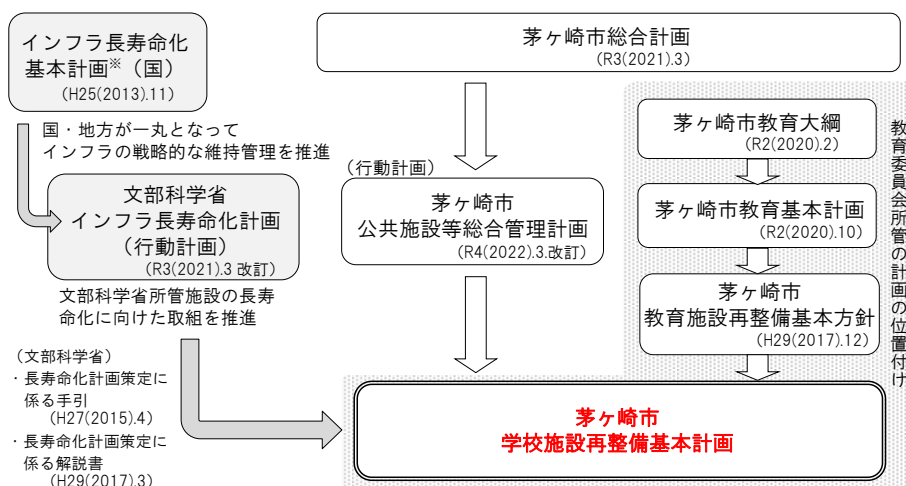 インフラ長寿命化
基本計画※（国）
(H25(2013).11)
国・地方が一丸となって
インフラの戦略的な維持管理を推進
文部科学省
インフラ長寿命化計画
（行動計画）
(R3(2021).3 改訂)
文部科学省所管施設の長寿
命化に向けた取組を推進
（文部科学省）
・長寿命化計画策定に
係る手引
(H27(2015).4)
・長寿命化計画策定に
係る解説書
(H29(2017).3)
茅ヶ崎市総合計画
(R3(2021).3)
(行動計画)
茅ヶ崎市
公共施設等総合管理計画
(R4(2022).3.改訂)
茅ヶ崎市教育大綱
(R2(2020).2)
茅ヶ崎市教育基本計画
(R2(2020).10)
茅ヶ崎市
教育施設再整備基本方針
(H29(2017).12)
教育委員会所管の計画の位置付け
茅ヶ崎市
学校施設再整備基本計画